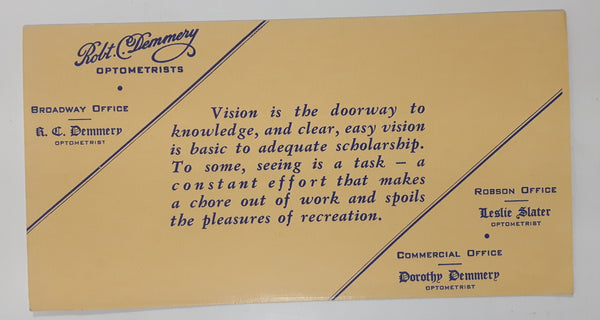 Robt. C. Demmery
OPTOMETRISTS
BROADWAY OFFICE
R. C. Demmery
OPTOMETRIST
Vision is the doorway to
knowledge, and clear, easy vision
is basic to adequate scholarship.
To some, seeing is a task – a
constant effort that makes
a chore out of work and spoils
the pleasures of recreation.
ROBSON OFFICE
Leslie Slater
OPTOMETRIST
COMMERCIAL OFFICE
Dorothy Demmery
OPTOMETRIST